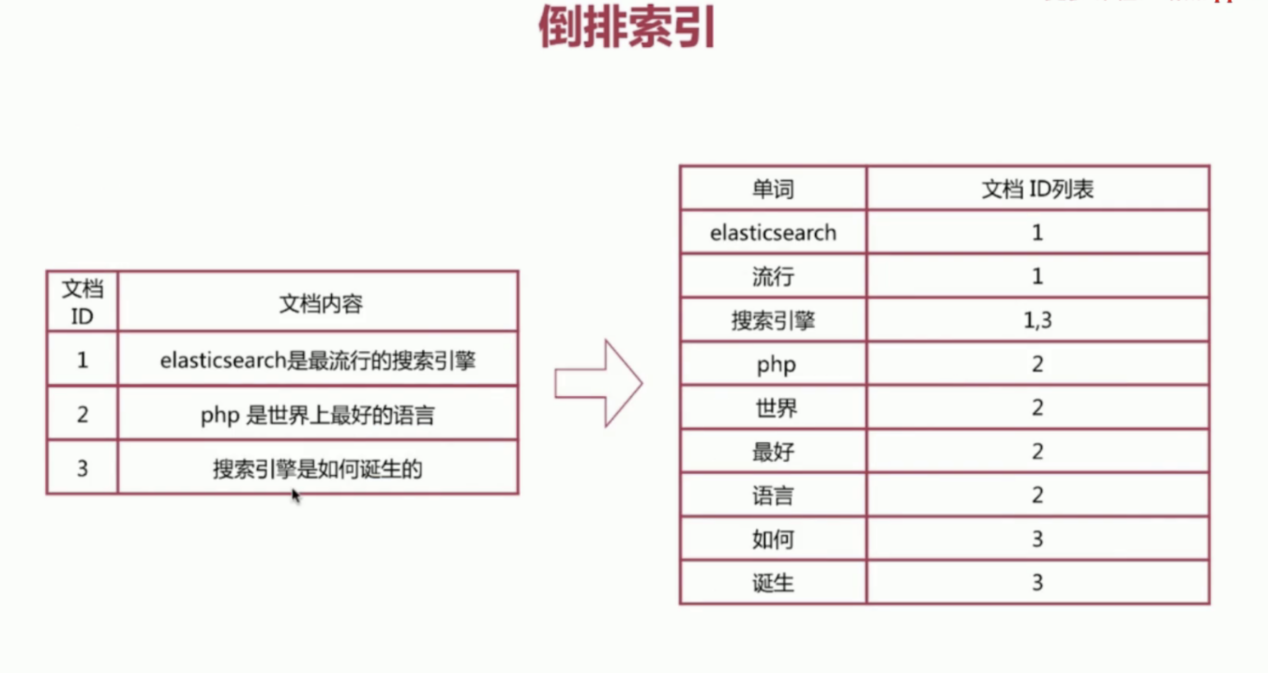 倒排索引
文档
ID
文档内容
1
elasticsearch是最流行的搜索引擎
2
php 是世界上最好的语言
3
搜索引擎是如何诞生的
单词
文档 ID列表
elasticsearch
1
流行
1
搜索引擎
1,3
php
2
世界
2
最好
2
语言
2
如何
3
诞生
3